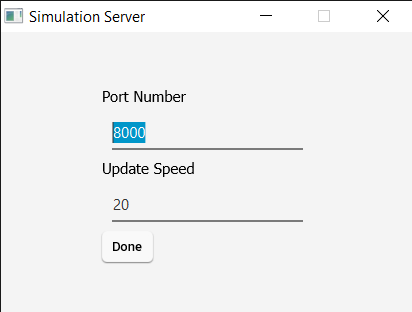 Simulation Server
Port Number
8000
Update Speed
20
Done